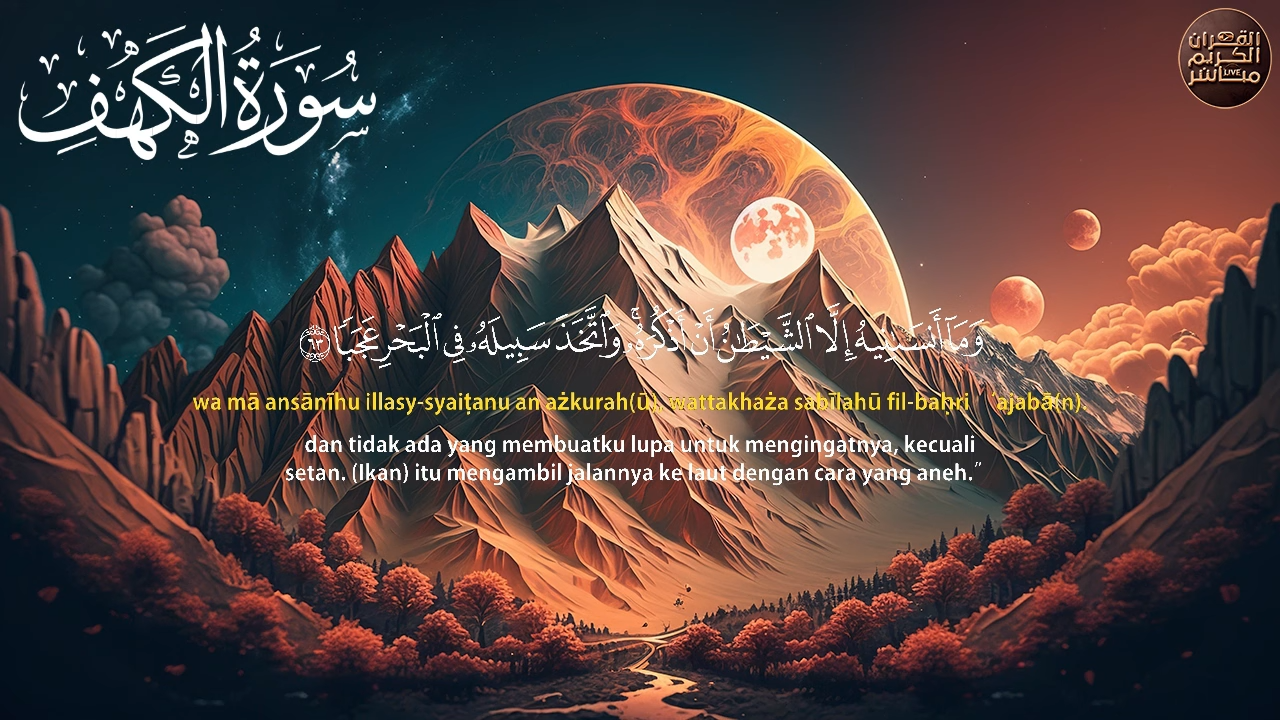 سُورَةُ الكَهْفِ
القرآن
الكريم
مباشر
LIVE
وَمَآ أَنسَىٰنِيهُ إِلَّا ٱلشَّيْطَٰنُ أَنْ أَذْكُرَهُۥ ۚ وَٱتَّخَذَ سَبِيلَهُۥ فِى ٱلْبَحْرِ عَجَبًا ٦٣
wa mā ansānīhu illasy-syaiṭanu an ażkurah(ū), wattakhaża sabīlahū fil-baḥri ‘ajabā(n).
dan tidak ada yang membuatku lupa untuk mengingatnya, kecuali
setan. (Ikan) itu mengambil jalannya ke laut dengan cara yang aneh.”